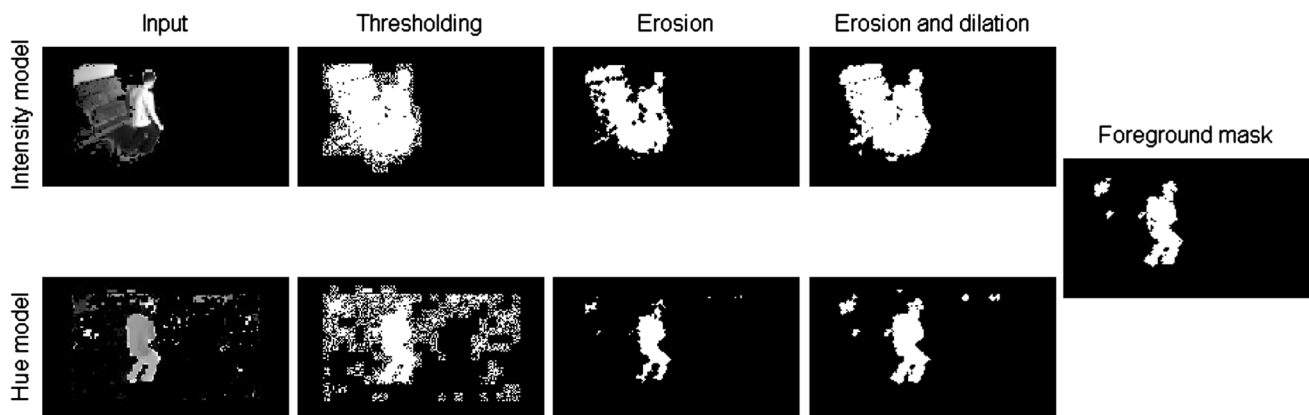 Input
Thresholding
Erosion
Erosion and dilation
Intensity model
Foreground mask
Hue model